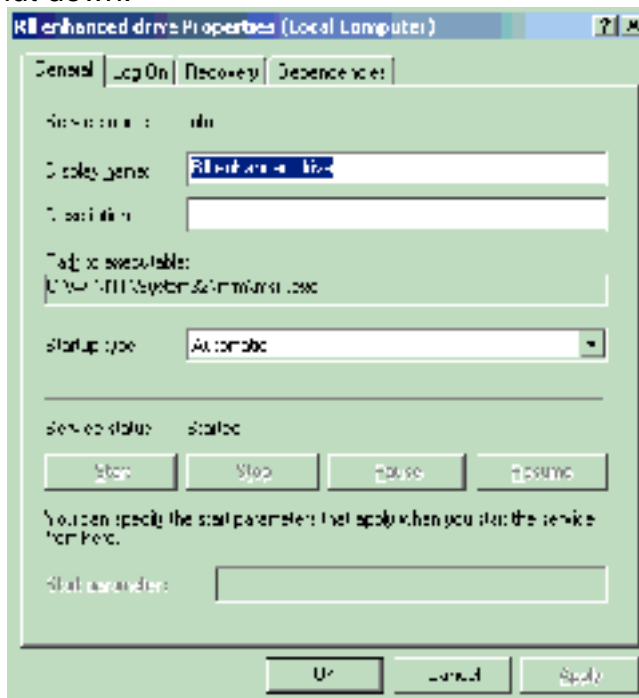 enhanced drive Properties (Local Computer)
General Log On Recovery Dependencies
Service name:
Display name:
Description:
Path to executable:
Startup type: Automatic
Service status: Started
Start Stop Pause Resume
You can specify the start parameters that apply when you start the service
from here.
Start parameters:
OK Cancel Apply